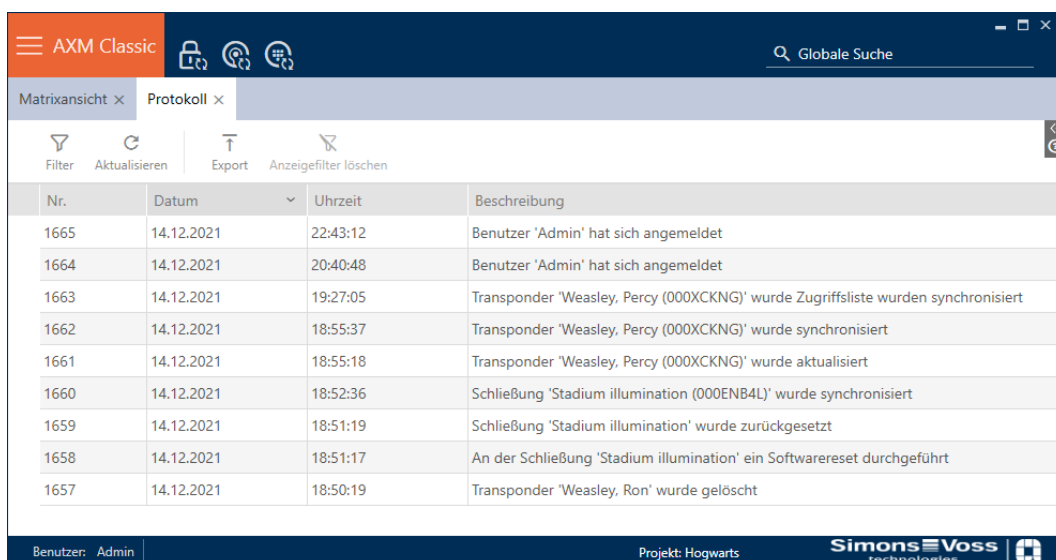 AXM Classic
Globale Suche
Matrixansicht
Protokoll
Filter
Aktualisieren
Export
Anzeigefilter löschen
Nr. Datum Uhrzeit Beschreibung
1665 14.12.2021 22:43:12 Benutzer 'Admin' hat sich angemeldet
1664 14.12.2021 20:40:48 Benutzer 'Admin' hat sich angemeldet
1663 14.12.2021 19:27:05 Transponder 'Weasley, Percy (000XCKNG)' wurde Zugriffsliste wurden synchronisiert
1662 14.12.2021 18:55:37 Transponder 'Weasley, Percy (000XCKNG)' wurde synchronisiert
1661 14.12.2021 18:55:18 Transponder 'Weasley, Percy (000XCKNG)' wurde aktualisiert
1660 14.12.2021 18:52:36 Schließung 'Stadium illumination (000ENB4L)' wurde synchronisiert
1659 14.12.2021 18:51:19 Schließung 'Stadium illumination' wurde zurückgesetzt
1658 14.12.2021 18:51:17 An der Schließung 'Stadium illumination' ein Softwarereset durchgeführt
1657 14.12.2021 18:50:19 Transponder 'Weasley, Ron' wurde gelöscht
Benutzer: Admin
Projekt: Hogwarts
Simons Voss
technologies